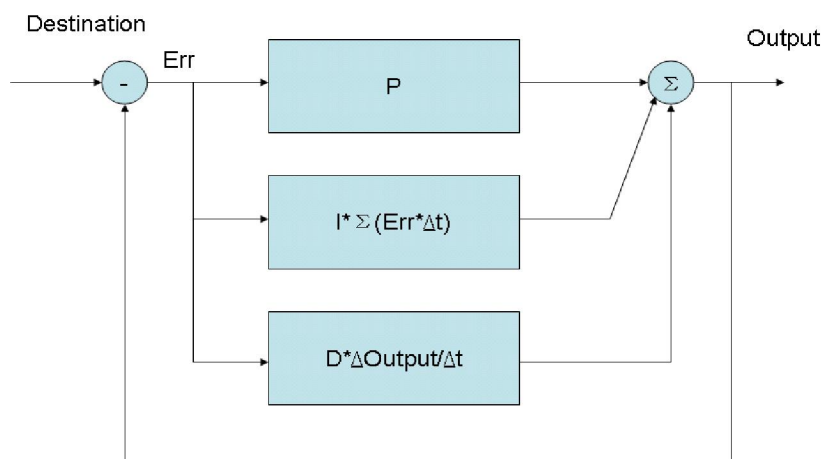 Destination
Output
Err
-
P
Σ
I* Σ (Err*Δt)
D*ΔOutput/Δt